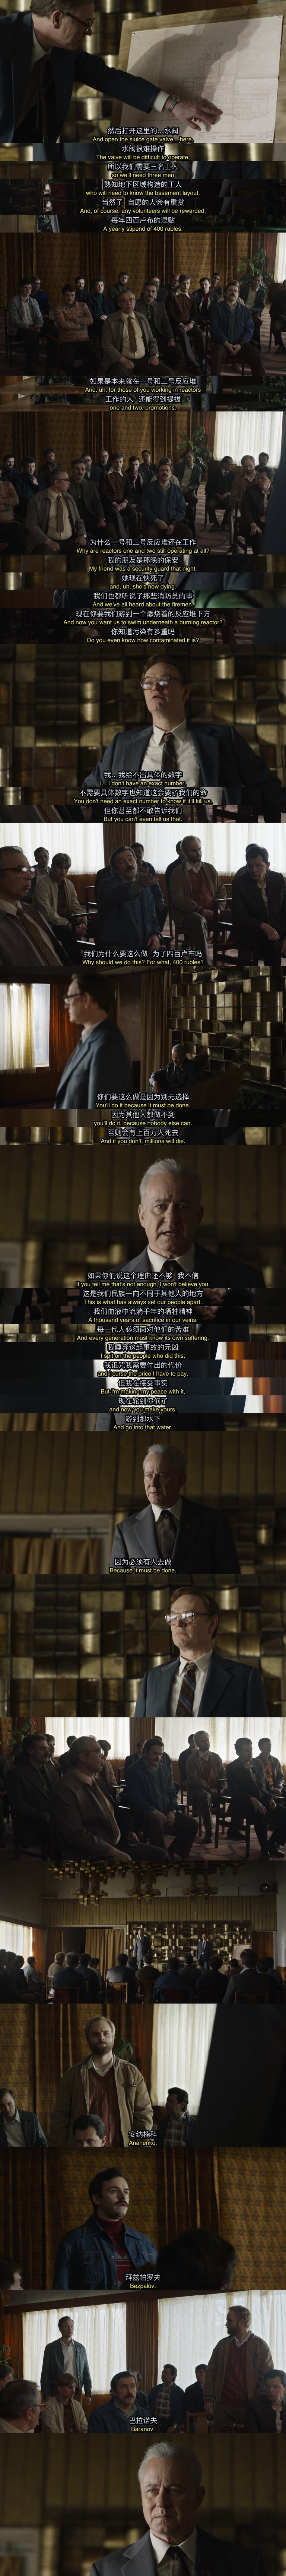 然后打开这里的...水阀
And open the sluice gate valve...here.
水阀很难操作
The valve will be difficult to operate,
所以我们需要三名工人
so we'll need three men
熟知地下区域构造的工人
who will need to know the basement layout.
当然了 自愿的人会有重赏
And, of course, any volunteers will be rewarded.
每年四百卢布的津贴
A yearly stipend of 400 rubles.
如果是本来就在一号和二号反应堆
And, uh, for those of you working in reactors
工作的人 还能得到提拔
one and two, promotions.
为什么一号和二号反应堆还在工作
Why are reactors one and two still operating at all?
我的朋友是那晚的保安
My friend was a security guard that night,
她现在快死了
and, uh, she's now dying.
我们也都听说了那些消防员的事
And we've all heard about the firemen.
现在你要我们游到一个燃烧着的反应堆下方
And now you want us to swim underneath a burning reactor?
你知道污染有多重吗
Do you even know how contaminated it is?
我...我给不出具体的数字
I... I don't have an exact number.
不需要具体数字也知道这会要了我们的命
You don't need an exact number to know if it'll kill us.
但你甚至都不敢告诉我们
But you can't even tell us that.
我们为什么要这么做 为了四百卢布吗
Why should we do this? For what, 400 rubles?
你们要这么做是因为别无选择
You'll do it because it must be done.
因为其他人都做不到
you'll do it, because nobody else can.
否则会有上百万人死去
And if you don't, millions will die.
如果你们说这个理由还不够 我不信
If you tell me that's not enough, I won't believe you.
这是我们民族一向不同于其他人的地方
This is what has always set our people apart.
我们血液中流淌千年的牺牲精神
A thousand years of sacrifice in our veins.
每一代人必须面对他们的苦难
And every generation must know its own suffering.
我唾弃这起事故的元凶
I spit on the people who did this,
我诅咒我需要付出的代价
and I curse the price I have to pay.
但我在接受事实
But I'm making my peace with it,
现在轮到你们了
and now you make yours.
游到那水下
And go into that water.
因为必须有人去做
Because it must be done.
安纳楠科
Ananenko.
拜兹帕罗夫
Bezpalov.
巴拉诺夫
Baranov.